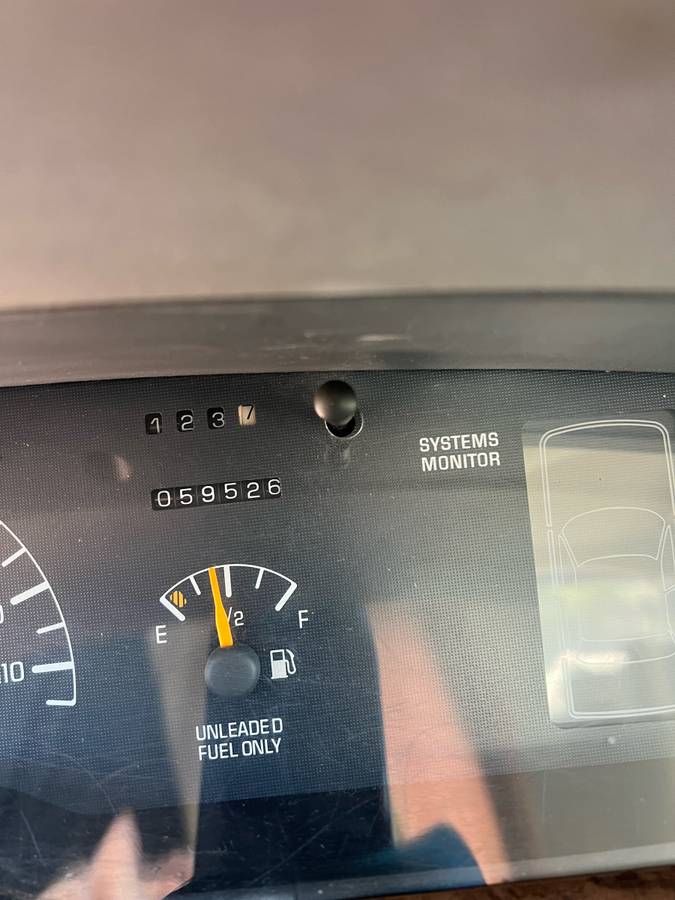 1237
059526
SYSTEMS
MONITOR
E
1/2
F
10
UNLEADED
FUEL ONLY